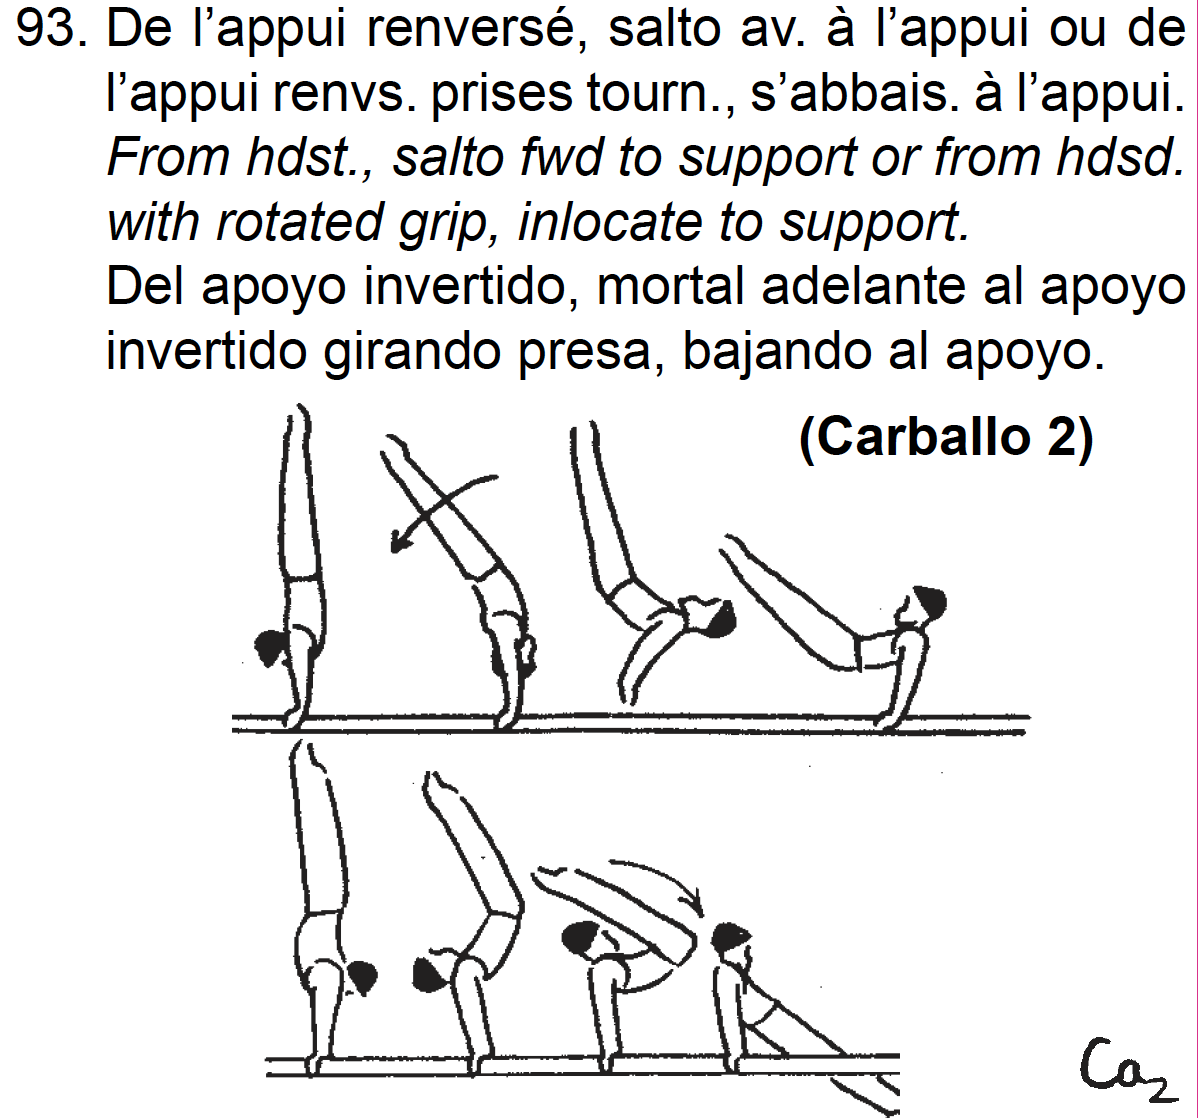 93. De l’appui renversé, salto av. à l’appui ou de
l’appui renvs. prises tourn., s’abbais. à l’appui.
From hdst., salto fwd to support or from hdsd.
with rotated grip, inlocate to support.
Del apoyo invertido, mortal adelante al apoyo
invertido girando presa, bajando al apoyo.
(Carballo 2)
Ca2